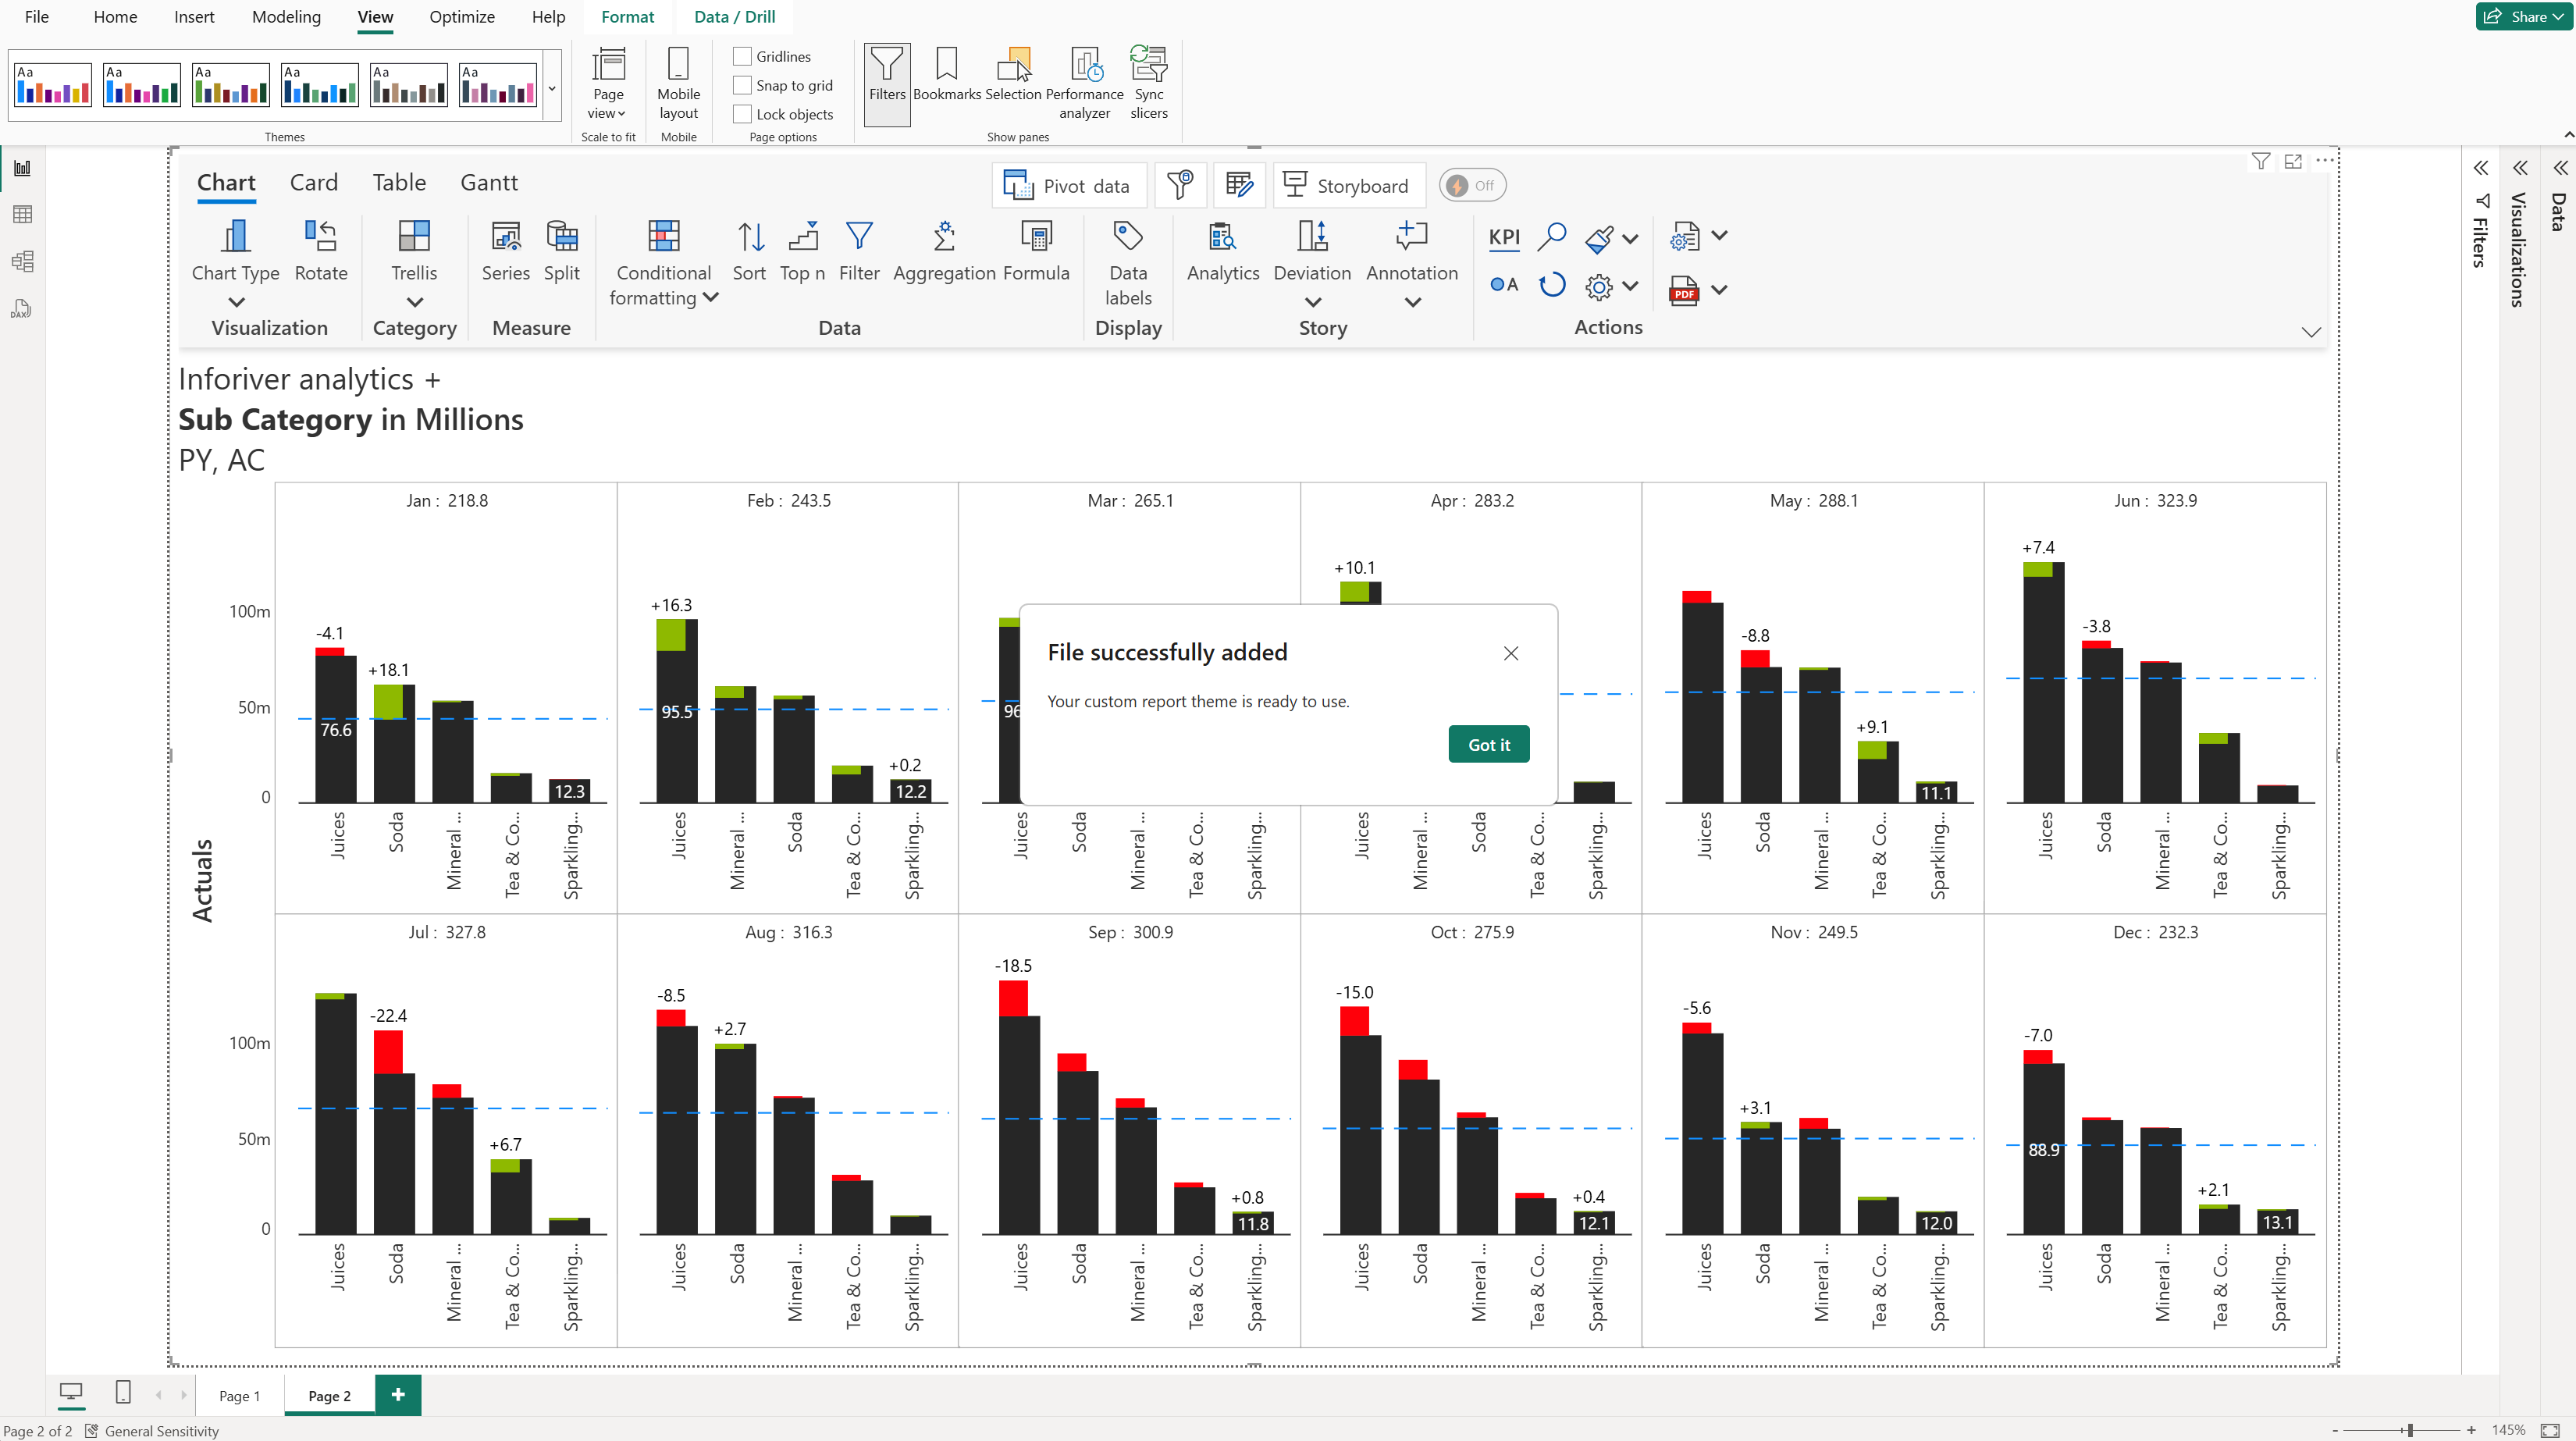 File Home Insert Modeling View Optimize Help Format Data / Drill
Share
Aa Aa Aa Aa Aa Aa
Page view
Mobile layout
Gridlines
Snap to grid
Lock objects
Filters Bookmarks Selection Performance analyzer Sync slicers
Themes Scale to fit Mobile Page options Show panes
Chart Card Table Gantt
Pivot data Storyboard Off
Chart Type Rotate Trellis Series Split Conditional formatting Sort Top n Filter Aggregation Formula Data labels Analytics Deviation Annotation KPI
A PDF
Visualization Category Measure Data Display Story Actions
DAX
Filters
Visualizations
Data
Inforiver analytics +
Sub Category in Millions
PY, AC
Actuals
Jan : 218.8
Feb : 243.5
Mar : 265.1
Apr : 283.2
May : 288.1
Jun : 323.9
100m
50m
0
-4.1 +18.1 76.6 12.3
+16.3 95.5 +0.2 12.2
96
+10.1
-8.8 +9.1 11.1
+7.4 -3.8
File successfully added
Your custom report theme is ready to use.
Got it
Juices Soda Mineral ... Tea & Co... Sparkling...
Juices Mineral ... Soda Tea & Co... Sparkling...
Juices Soda Mineral ... Tea & Co... Sparkling...
Juices Mineral ... Soda Tea & Co... Sparkling...
Juices Soda Mineral ... Tea & Co... Sparkling...
Juices Soda Mineral ... Tea & Co... Sparkling...
Jul : 327.8
Aug : 316.3
Sep : 300.9
Oct : 275.9
Nov : 249.5
Dec : 232.3
100m
50m
0
-22.4 +6.7
-8.5 +2.7
-18.5 +0.8 11.8
-15.0 +0.4 12.1
-5.6 +3.1 12.0
-7.0 88.9 +2.1 13.1
Juices Soda Mineral ... Tea & Co... Sparkling...
Juices Soda Mineral ... Tea & Co... Sparkling...
Juices Soda Mineral ... Tea & Co... Sparkling...
Juices Soda Mineral ... Tea & Co... Sparkling...
Juices Soda Mineral ... Tea & Co... Sparkling...
Juices Soda Mineral ... Tea & Co... Sparkling...
Page 1 Page 2 +
Page 2 of 2 General Sensitivity
- + 145%